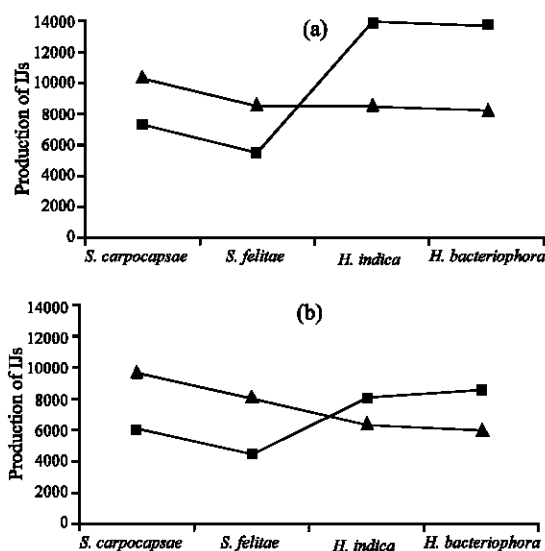 (a)
Production of IJs
14000
12000
10000
8000
6000
4000
2000
0
S. carpocapsae S. felitae H. indica H. bacteriophora
(b)
Production of IJs
14000
12000
10000
8000
6000
4000
2000
0
S. carpocapsae S. felitae H. indica H. bacteriophora